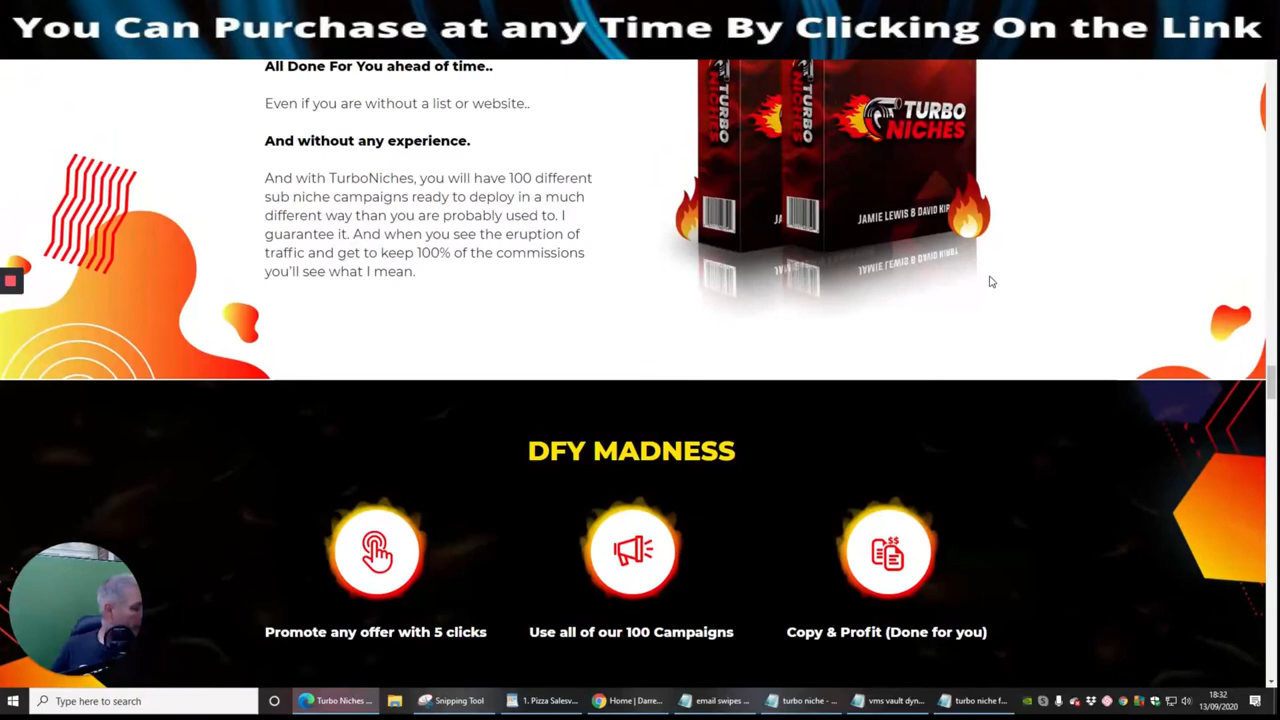 You Can Purchase at any Time By Clicking On the Link
All Done For You ahead of time..
Even if you are without a list or website..
And without any experience.
And with TurboNiches, you will have 100 different
sub niche campaigns ready to deploy in a much
different way than you are probably used to. I
guarantee it. And when you see the eruption of
traffic and get to keep 100% of the commissions
you'll see what I mean.
TURBO
TURBO
TURBO
NICHES
JAMIE LEWIS & DAVID KIR
DFY MADNESS
Promote any offer with 5 clicks
Use all of our 100 Campaigns
Copy & Profit (Done for you)
Type here to search
Turbo Niches ...
Snipping Tool
1. Pizza Salesv...
Home | Darre...
email swipes ...
turbo niche - ...
vms vault dyn...
turbo niche f...
18:32
13/09/2020